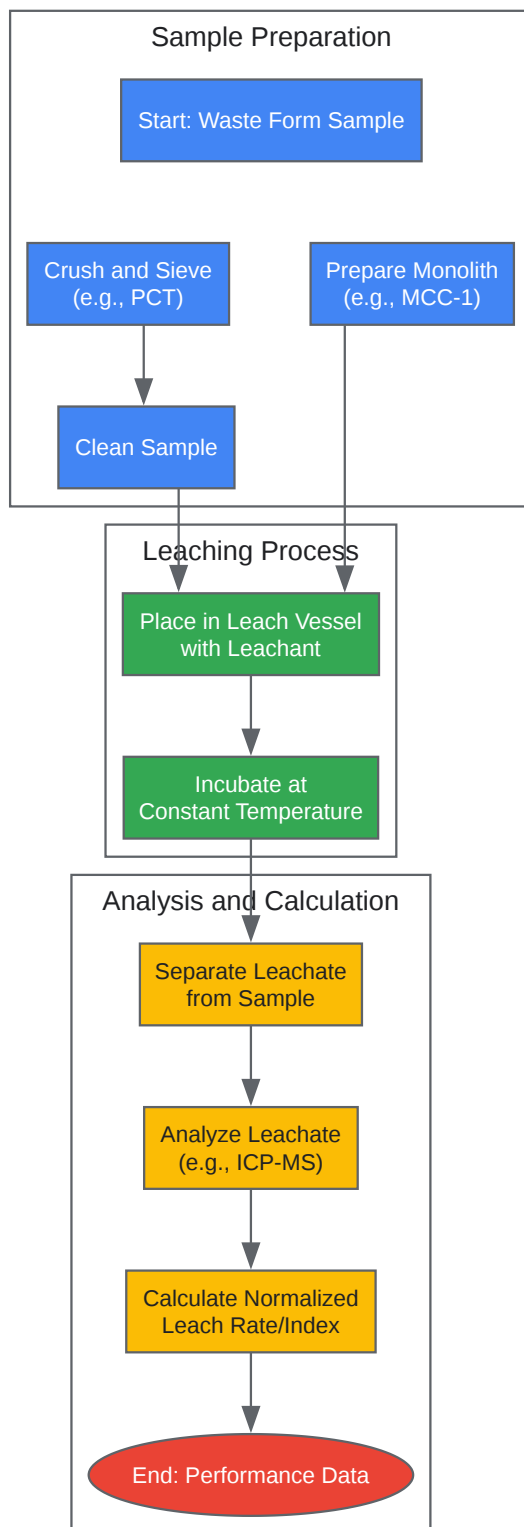 Sample Preparation
Start: Waste Form Sample
Crush and Sieve
(e.g., PCT)
Prepare Monolith
(e.g., MCC-1)
Clean Sample
Leaching Process
Place in Leach Vessel
with Leachant
Incubate at
Constant Temperature
Analysis and Calculation
Separate Leachate
from Sample
Analyze Leachate
(e.g., ICP-MS)
Calculate Normalized
Leach Rate/Index
End: Performance Data